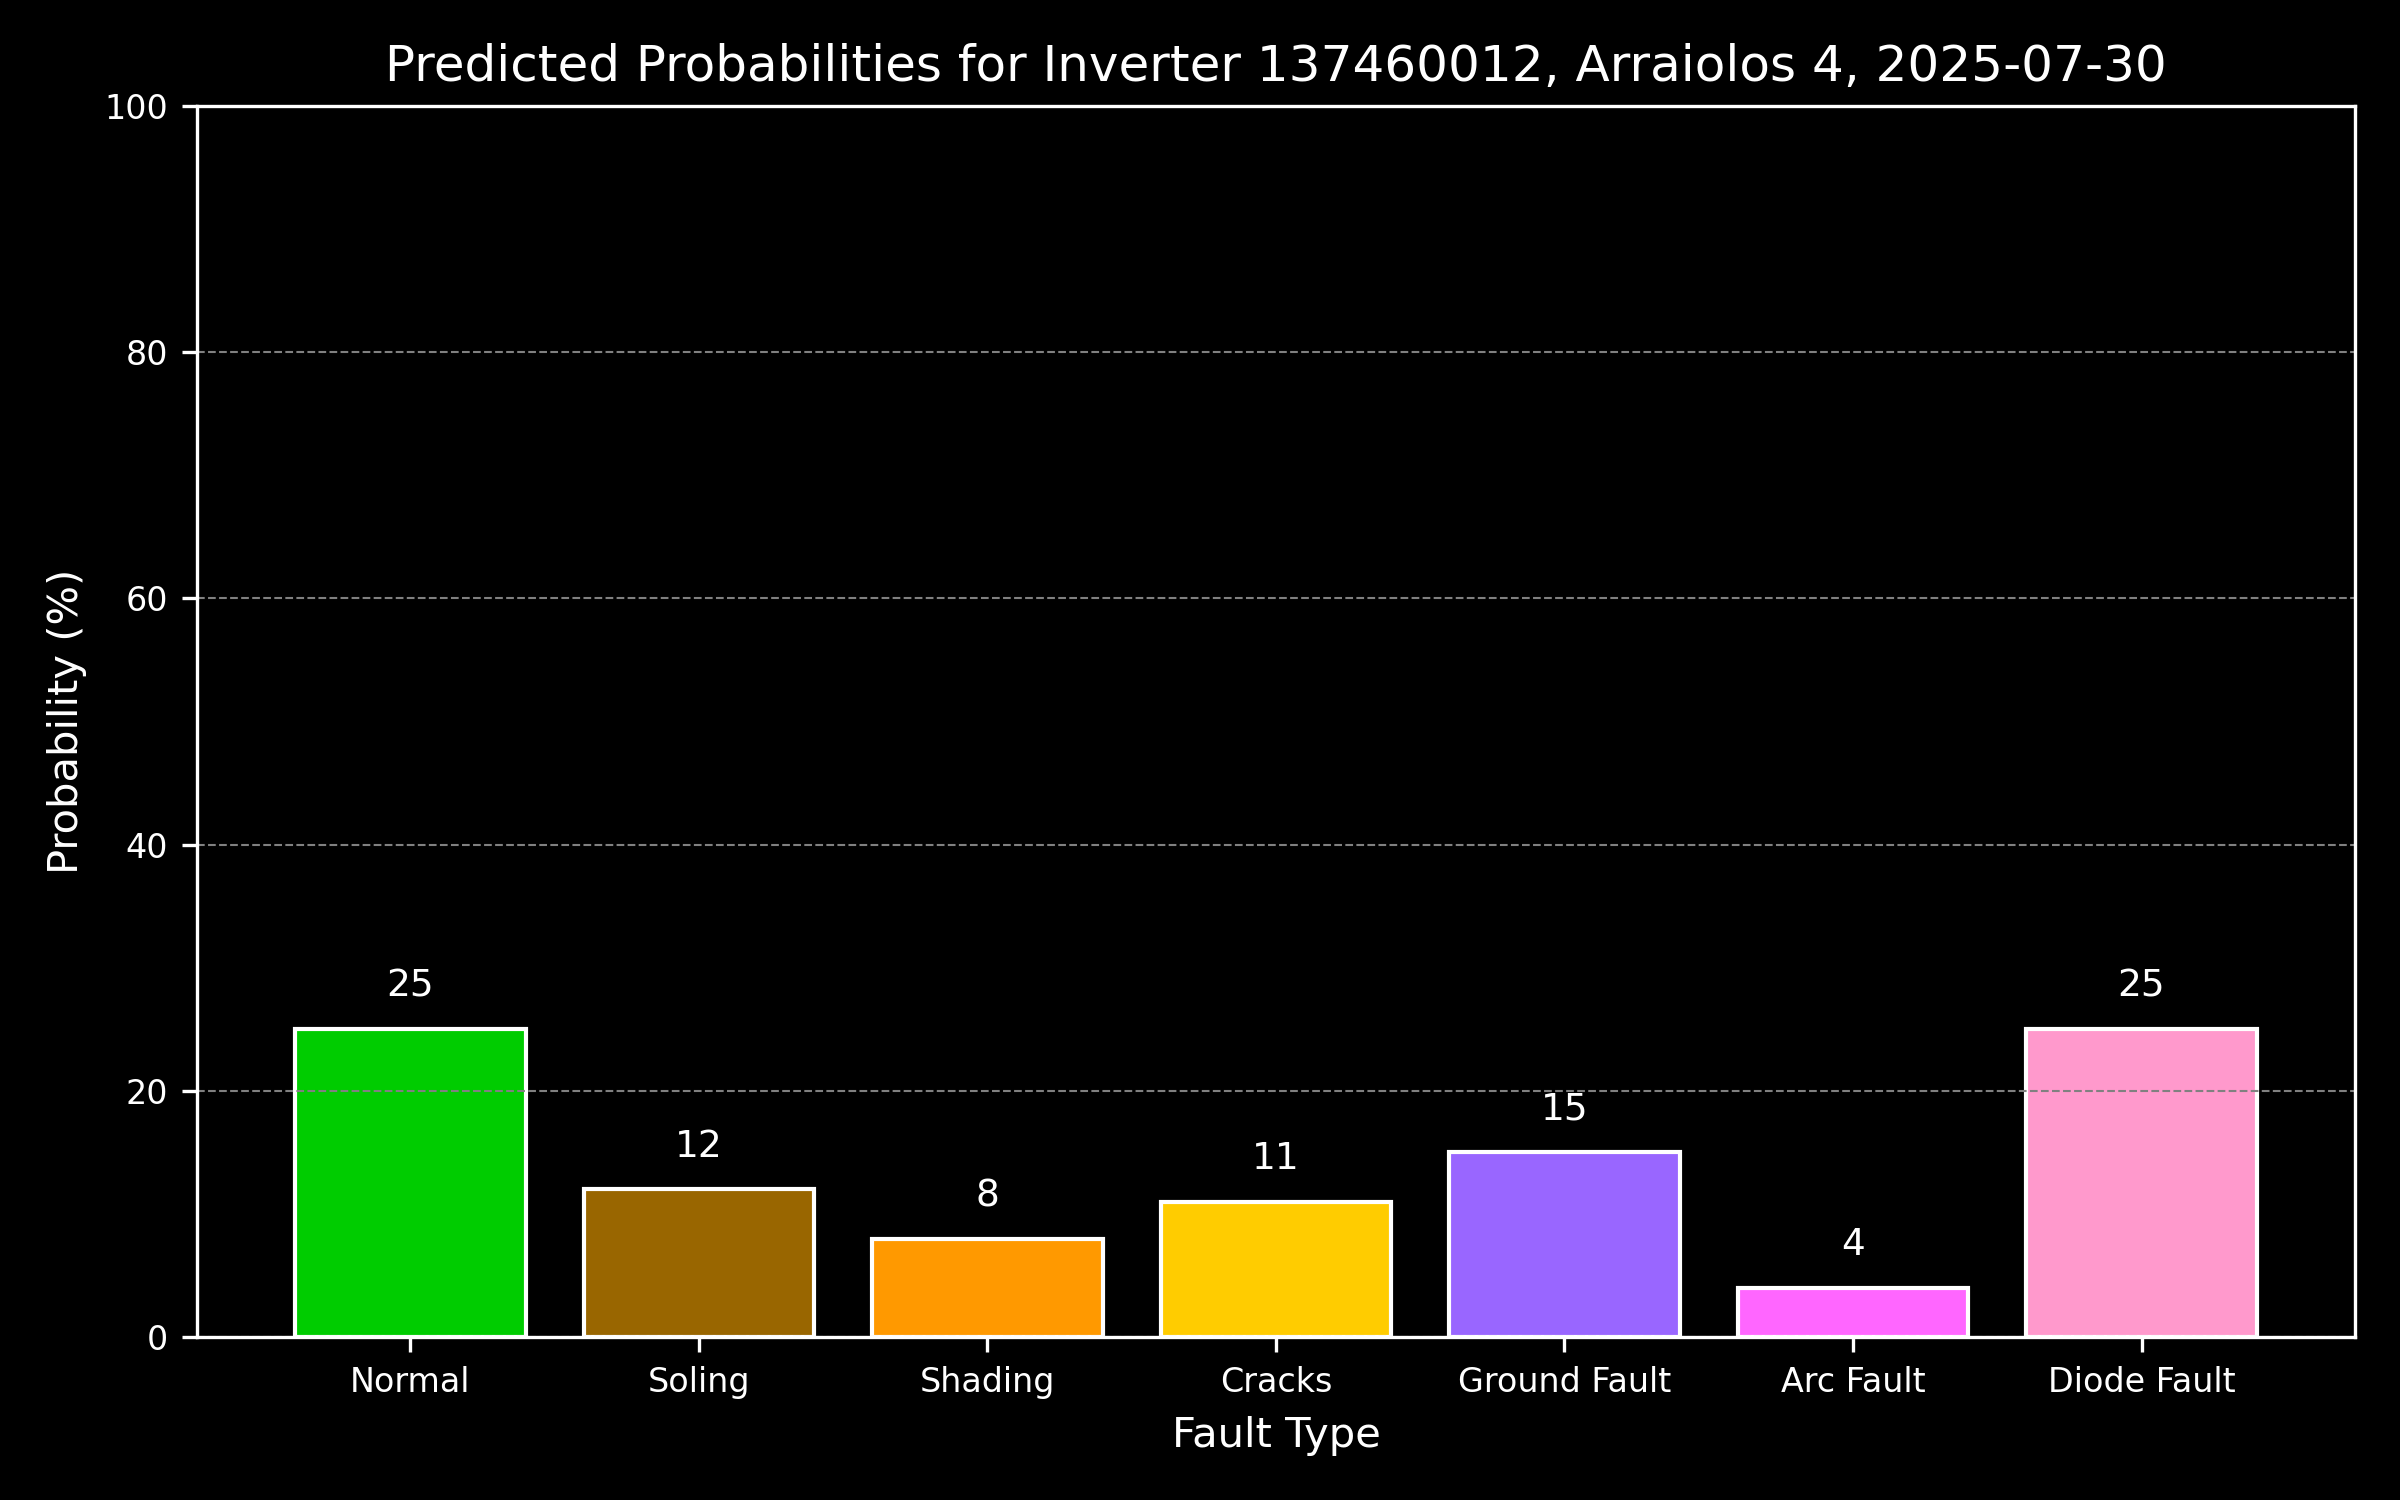 Predicted Probabilities for Inverter 137460012, Arraiolos 4, 2025-07-30
100
80
60
40
20
0
Probability (%)
25
12
8
11
15
4
25
Normal
Soling
Shading
Cracks
Ground Fault
Arc Fault
Diode Fault
Fault Type